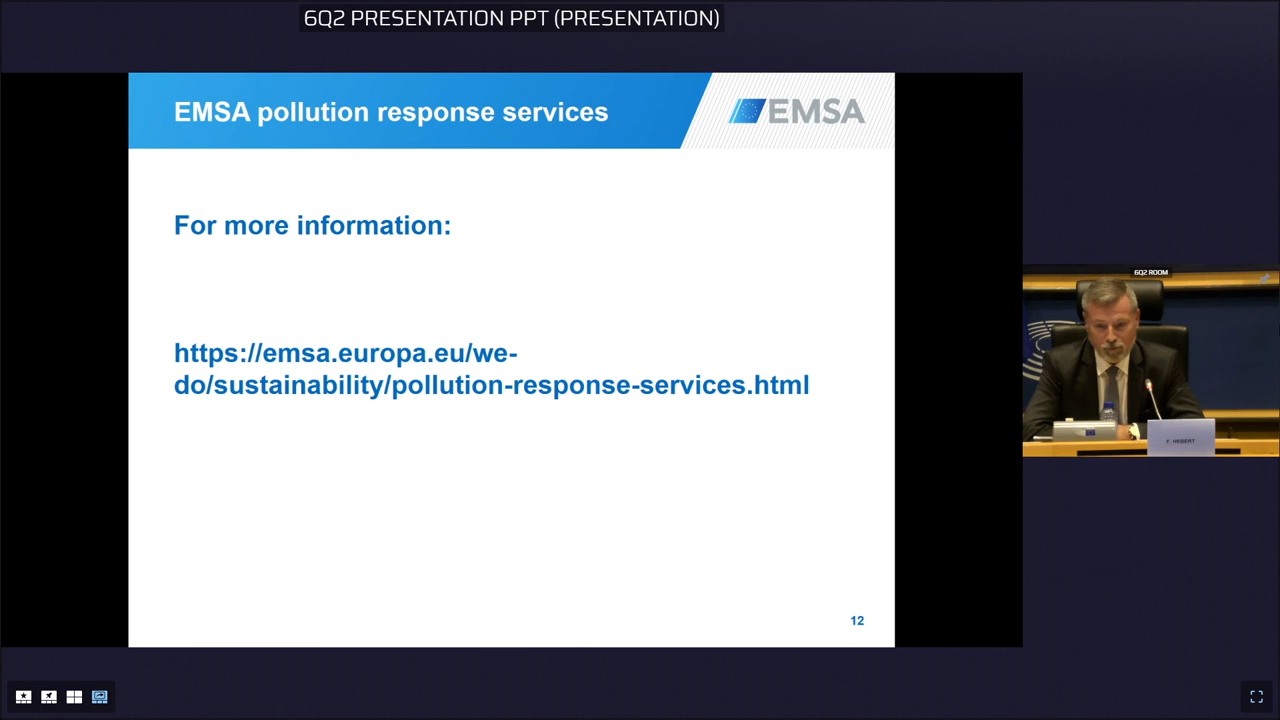 6Q2 PRESENTATION PPT (PRESENTATION)
EMSA pollution response services
EMSA
For more information:
https://emsa.europa.eu/we-
do/sustainability/pollution-response-services.html
12
6Q2 ROOM
F. HEBERT